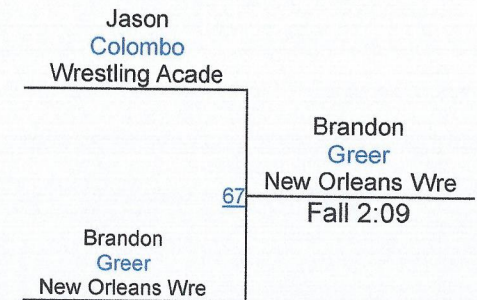 Jason
Colombo
Wrestling Acade
Brandon
Greer
New Orleans Wre
67
Fall 2:09
Brandon
Greer
New Orleans Wre